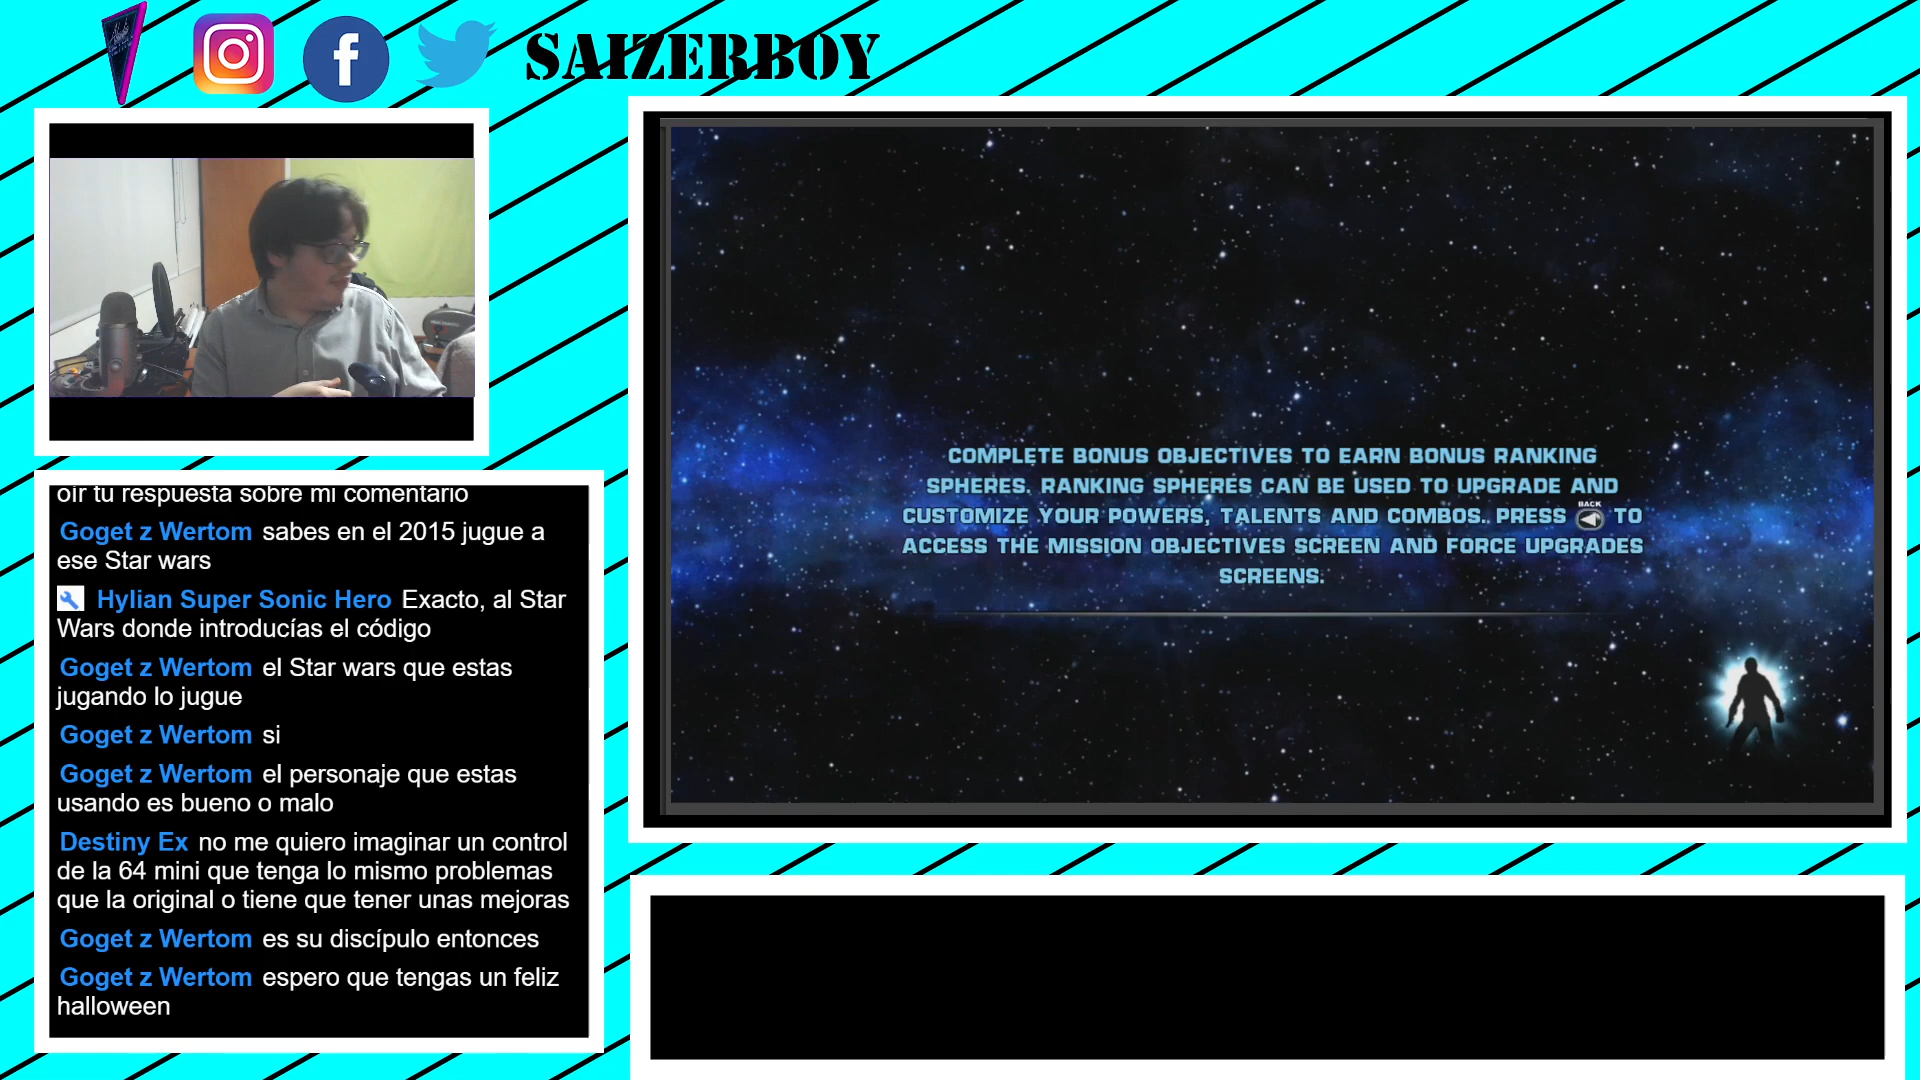 SAIZERBOY
oír tu respuesta sobre mi comentario
Goget z Wertom sabes en el 2015 jugue a
ese Star wars
Hylian Super Sonic Hero Exacto, al Star
Wars donde introducías el código
Goget z Wertom el Star wars que estas
jugando lo jugue
Goget z Wertom si
Goget z Wertom el personaje que estas
usando es bueno o malo
Destiny Ex no me quiero imaginar un control
de la 64 mini que tenga lo mismo problemas
que la original o tiene que tener unas mejoras
Goget z Wertom es su discípulo entonces
Goget z Wertom espero que tengas un feliz
halloween
COMPLETE BONUS OBJECTIVES TO EARN BONUS RANKING
SPHERES. RANKING SPHERES CAN BE USED TO UPGRADE AND
CUSTOMIZE YOUR POWERS, TALENTS AND COMBOS. PRESS BACK TO
ACCESS THE MISSION OBJECTIVES SCREEN AND FORCE UPGRADES
SCREENS.